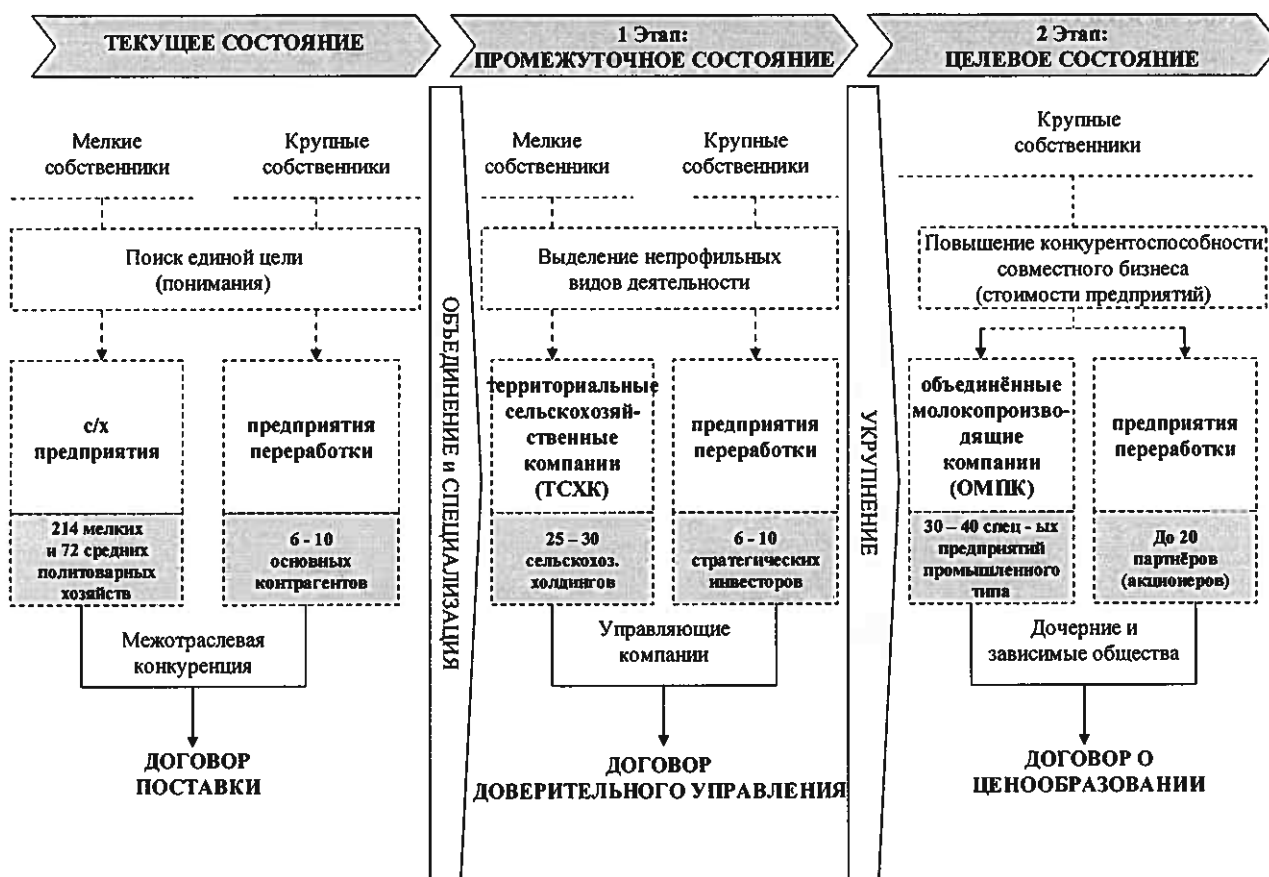 ТЕКУЩЕЕ СОСТОЯНИЕ
1 Этап:
ПРОМЕЖУТОЧНОЕ СОСТОЯНИЕ
2 Этап:
ЦЕЛЕВОЕ СОСТОЯНИЕ
Мелкие
собственники
Крупные
собственники
Поиск единой цели
(понимания)
с/х
предприятия
предприятия
переработки
214 мелких
и 72 средних
политоварных
хозяйств
6 - 10
основных
контрагентов
Межотраслевая
конкуренция
ДОГОВОР
ПОСТАВКИ
ОБЪЕДИНЕНИЕ и СПЕЦИАЛИЗАЦИЯ
Мелкие
собственники
Крупные
собственники
Выделение непрофильных
видов деятельности
территориальные
сельскохозяй-
ственные
компании
(ТСХК)
предприятия
переработки
25 – 30
сельскохоз.
холдингов
6 - 10
стратегических
инвесторов
Управляющие
компании
ДОГОВОР
ДОВЕРИТЕЛЬНОГО УПРАВЛЕНИЯ
УКРУПНЕНИЕ
Крупные
собственники
Повышение конкурентоспособности
совместного бизнеса
(стоимости предприятий)
объединённые
молокопроизво-
дящие
компании
(ОМПК)
предприятия
переработки
30 – 40 спец - ых
предприятий
промышленного
типа
До 20
партнёров
(акционеров)
Дочерние и
зависимые общества
ДОГОВОР О
ЦЕНООБРАЗОВАНИИ